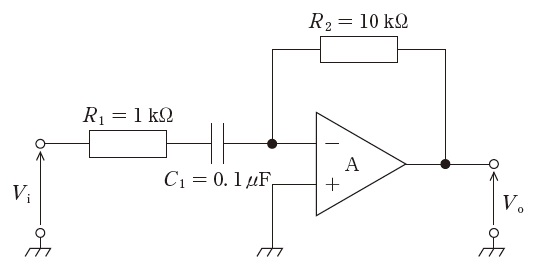 R₂ = 10 kΩ
R₁ = 1 kΩ
−
A
C₁ = 0.1 μF
+
Vᵢ
Vₒ